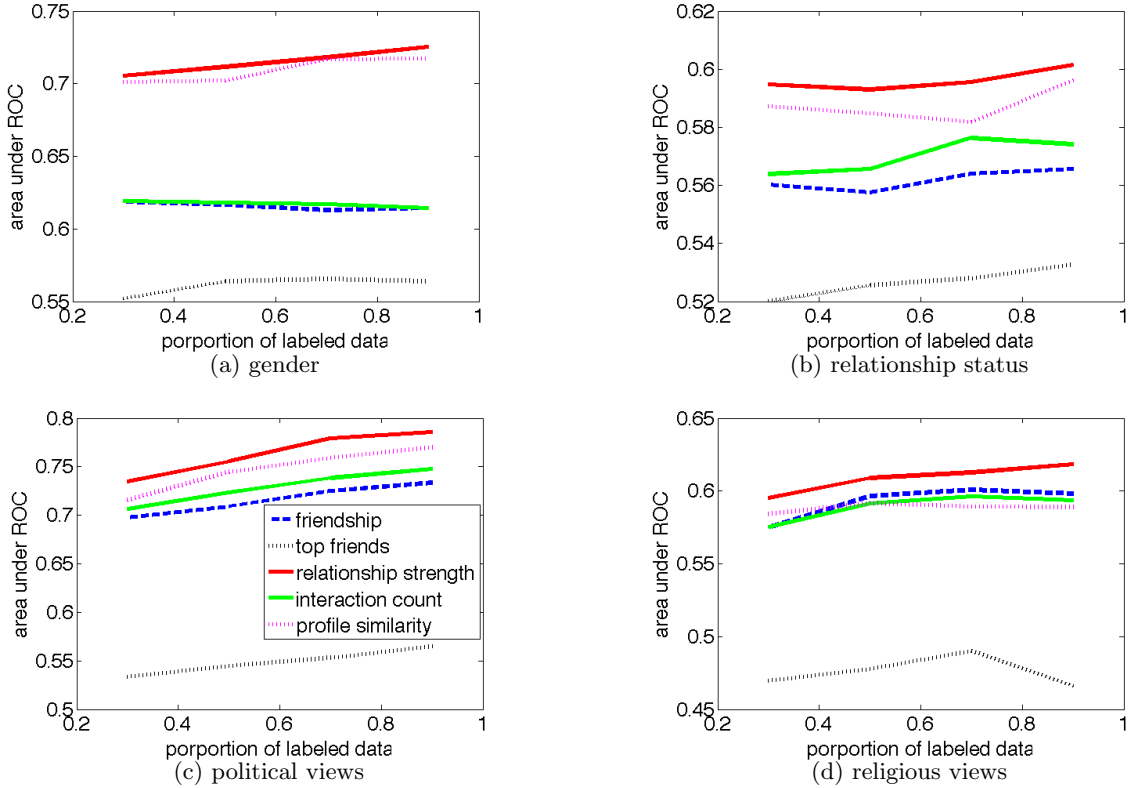 0.75
0.7
0.65
0.6
0.55
0.2
0.4
0.6
0.8
1
area under ROC
porportion of labeled data
(a) gender
0.62
0.6
0.58
0.56
0.54
0.52
0.2
0.4
0.6
0.8
1
area under ROC
porportion of labeled data
(b) relationship status
0.8
0.75
0.7
0.65
0.6
0.55
0.5
0.2
0.4
0.6
0.8
1
area under ROC
friendship
top friends
relationship strength
interaction count
profile similarity
porportion of labeled data
(c) political views
0.65
0.6
0.55
0.5
0.45
0.2
0.4
0.6
0.8
1
area under ROC
porportion of labeled data
(d) religious views